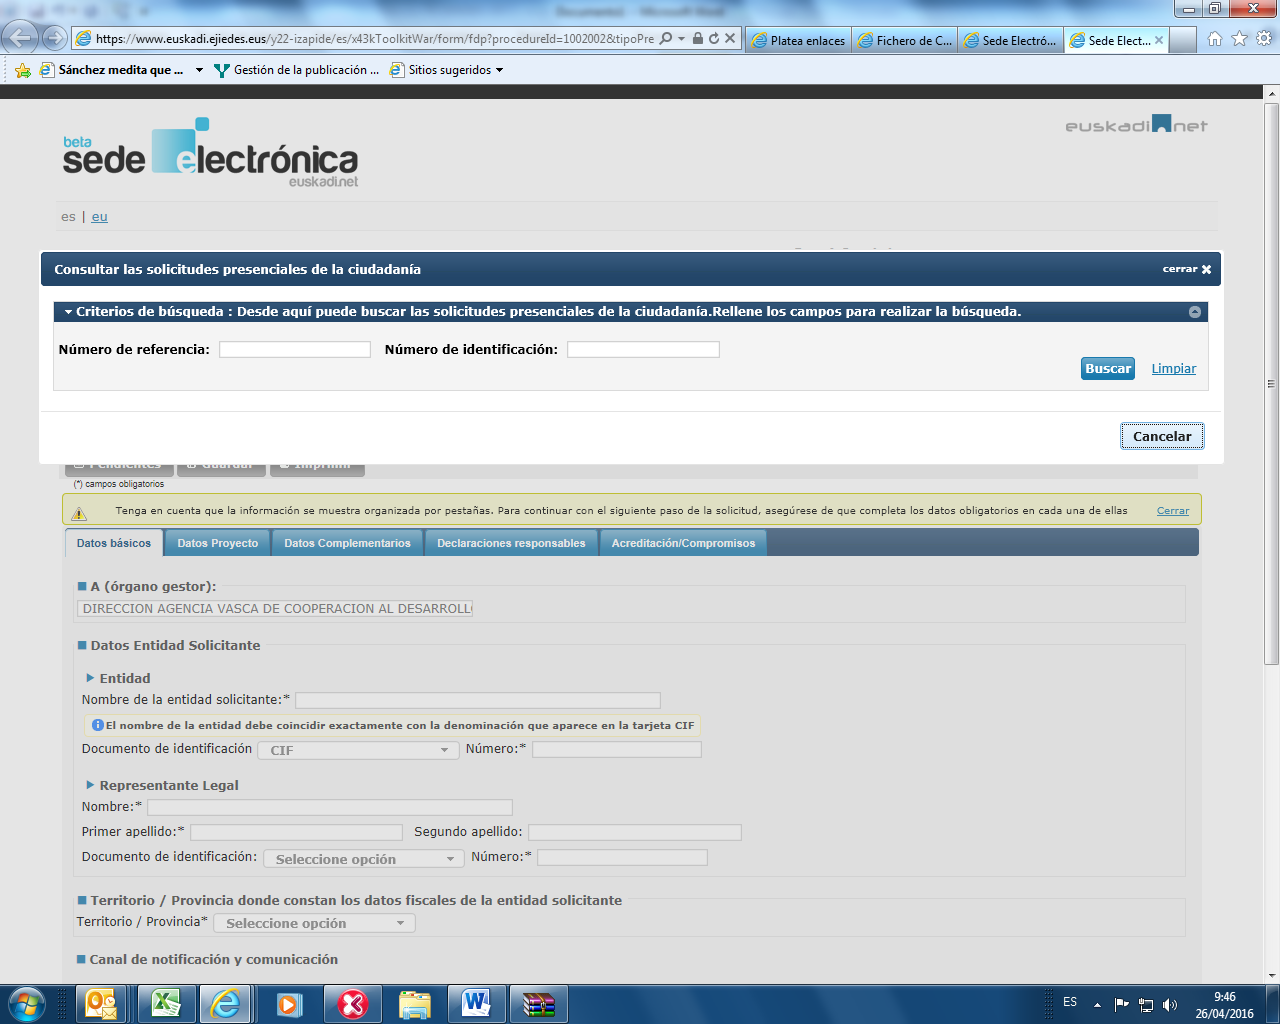 Documento1 - Microsoft Word
https://www.euskadi.ejiedes.eus/y22-izapide/es/x43kToolkitWar/form/fdp?procedureId=1002002&tipoPre
Platea enlaces
Fichero de C...
Sede Electró...
Sede Elect...
Sánchez medita que ...
Gestión de la publicación ...
Sitios sugeridos
beta
sede electrónica
euskadi.net
euskadi net
es | eu
Consultar las solicitudes presenciales de la ciudadanía
cerrar
Criterios de búsqueda : Desde aquí puede buscar las solicitudes presenciales de la ciudadanía.Rellene los campos para realizar la búsqueda.
Número de referencia:
Número de identificación:
Buscar
Limpiar
Cancelar
Pendientes
Guardar
Imprimir
(*) campos obligatorios
Tenga en cuenta que la información se muestra organizada por pestañas. Para continuar con el siguiente paso de la solicitud, asegúrese de que completa los datos obligatorios en cada una de ellas
Cerrar
Datos básicos
Datos Proyecto
Datos Complementarios
Declaraciones responsables
Acreditación/Compromisos
A (órgano gestor):
DIRECCION AGENCIA VASCA DE COOPERACION AL DESARROLL
Datos Entidad Solicitante
Entidad
Nombre de la entidad solicitante:*
El nombre de la entidad debe coincidir exactamente con la denominación que aparece en la tarjeta CIF
Documento de identificación CIF Número:*
Representante Legal
Nombre:*
Primer apellido:* Segundo apellido:
Documento de identificación: Seleccione opción Número:*
Territorio / Provincia donde constan los datos fiscales de la entidad solicitante
Territorio / Provincia* Seleccione opción
Canal de notificación y comunicación
ES
9:46
26/04/2016